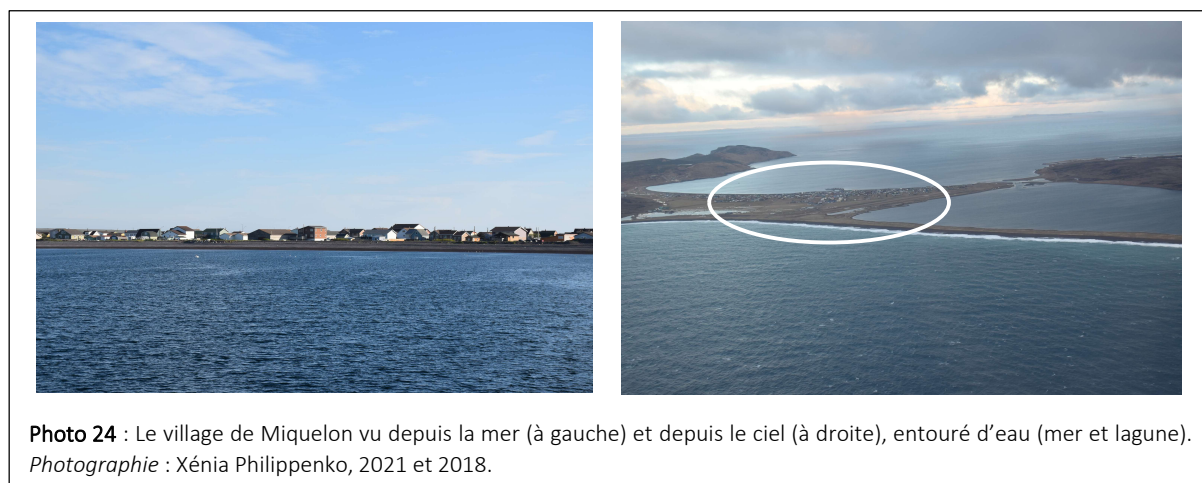 Photo 24 : Le village de Miquelon vu depuis la mer (à gauche) et depuis le ciel (à droite), entouré d’eau (mer et lagune).
Photographie : Xénia Philippenko, 2021 et 2018.